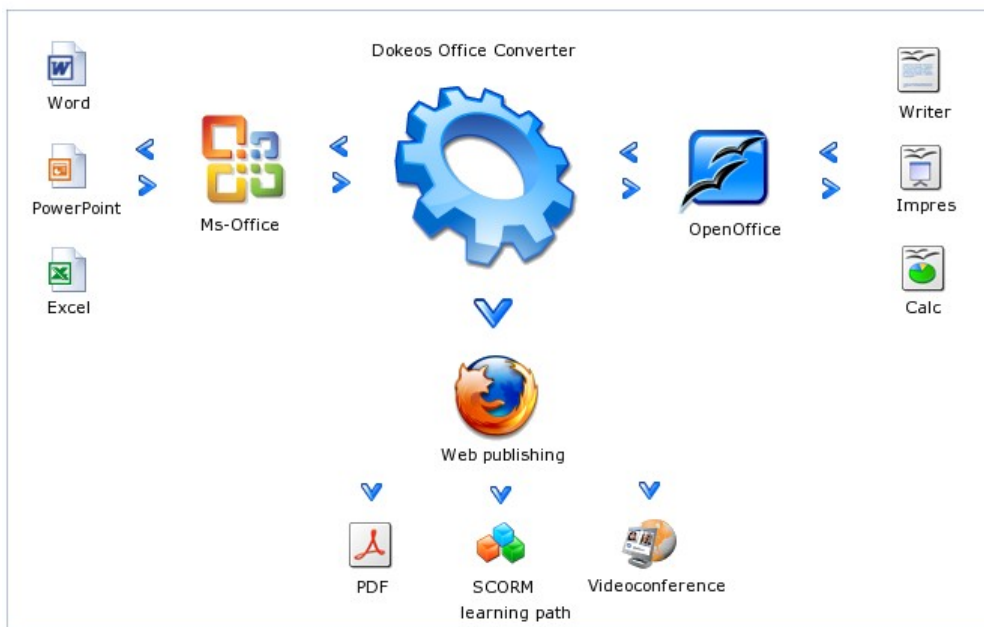 Dokeos Office Converter
Word
PowerPoint
Excel
Ms-Office
OpenOffice
Writer
Impres
Calc
Web publishing
PDF
SCORM
learning path
Videoconference